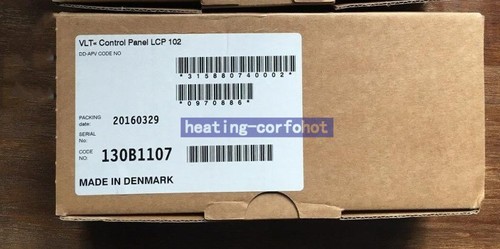 VLT® Control Panel LCP 102
DD-APV CODE NO
*315880740002*
*0970886*
PACKING
date: 20160329
SERIAL
No:
heating-corfohot
CODE
NO. 130B1107
MADE IN DENMARK